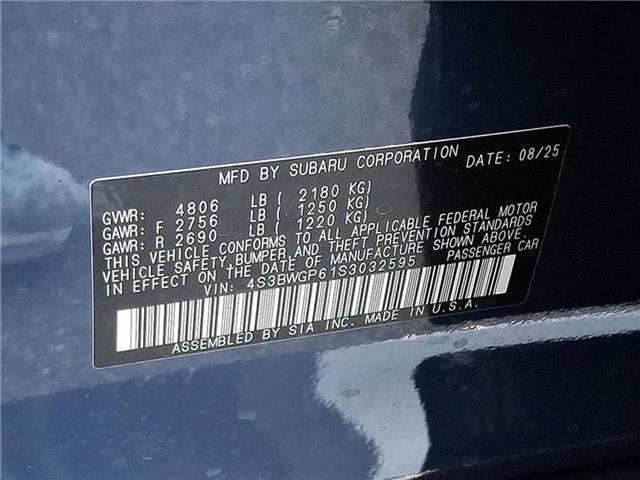 MFD BY SUBARU CORPORATION DATE: 08/25
GVWR: 4806 LB ( 2180 KG)
GAWR: F 2756 LB ( 1250 KG)
GAWR: R 2690 LB ( 1220 KG)
THIS VEHICLE CONFORMS TO ALL APPLICABLE FEDERAL MOTOR
VEHICLE SAFETY, BUMPER, AND THEFT PREVENTION STANDARDS
IN EFFECT ON THE DATE OF MANUFACTURE SHOWN ABOVE.
VIN: 4S3BWGP61S3032595 PASSENGER CAR
ASSEMBLED BY SIA INC. MADE IN U.S.A.